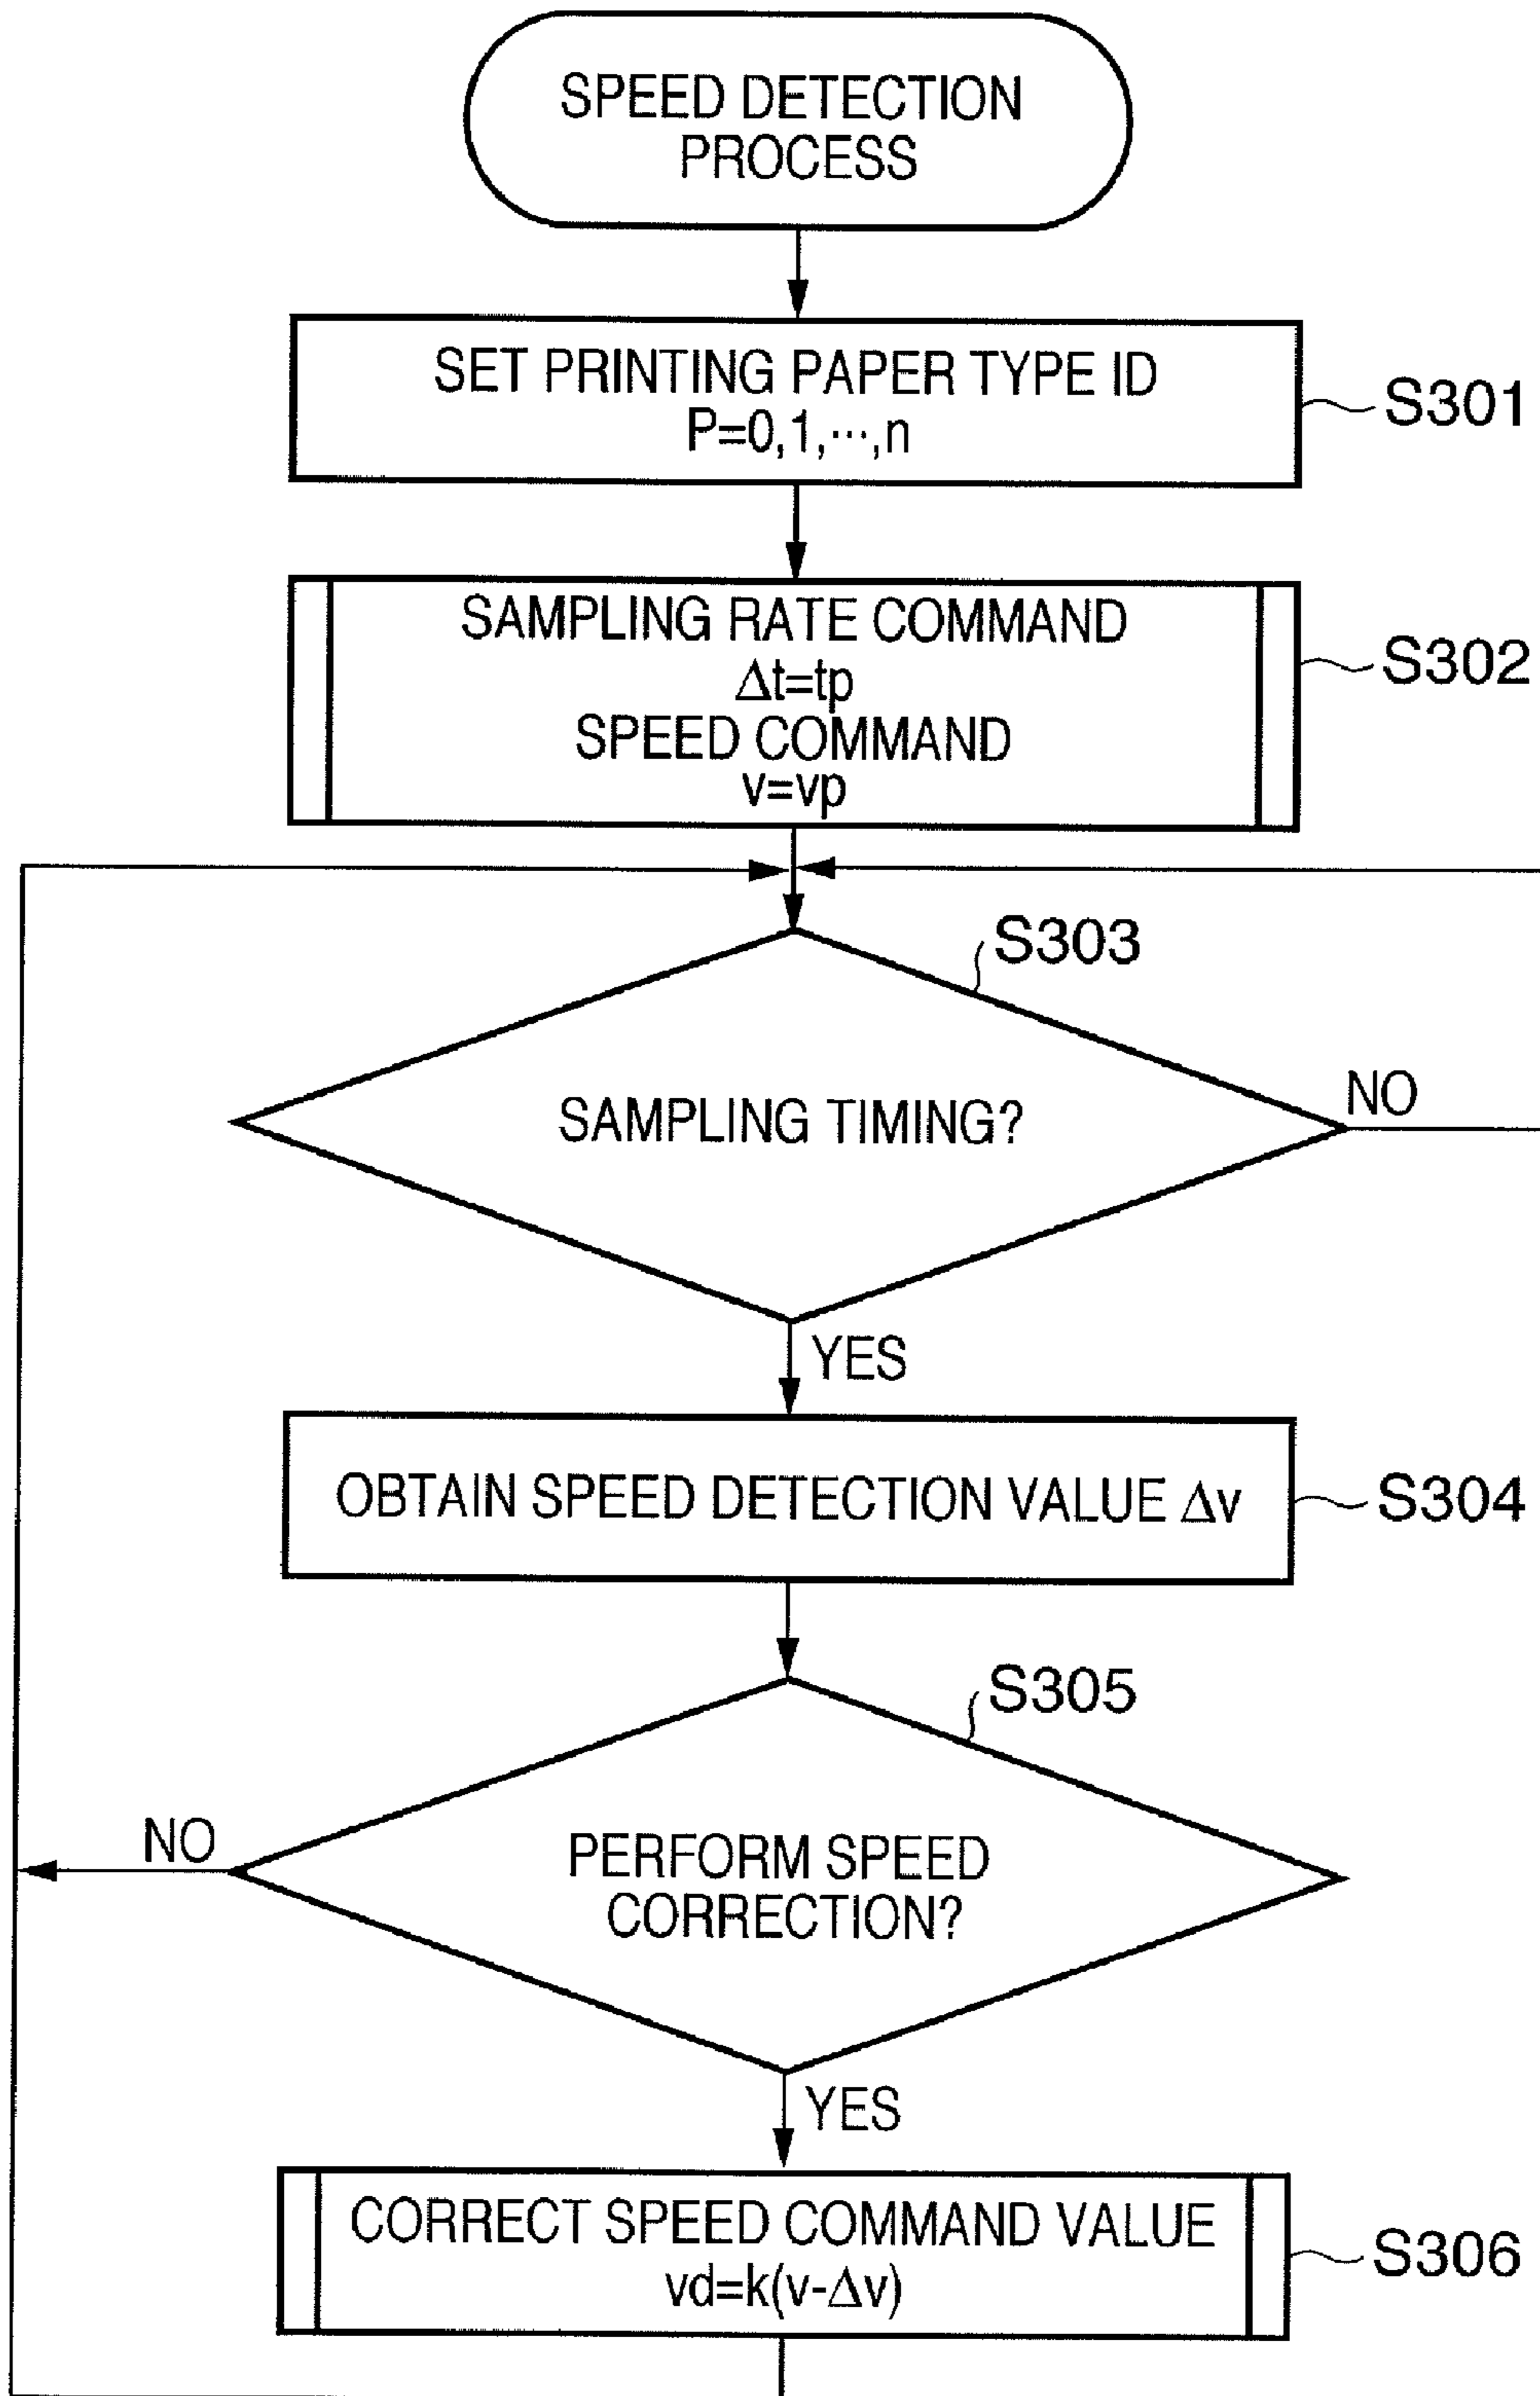 SPEED DETECTION
PROCESS
SET PRINTING PAPER TYPE ID
P=0,1,···,n
S301
SAMPLING RATE COMMAND
Δt=tp
SPEED COMMAND
v=vp
S302
S303
SAMPLING TIMING?
NO
YES
OBTAIN SPEED DETECTION VALUE Δv
S304
S305
PERFORM SPEED
CORRECTION?
NO
YES
CORRECT SPEED COMMAND VALUE
vd=k(v-Δv)
S306